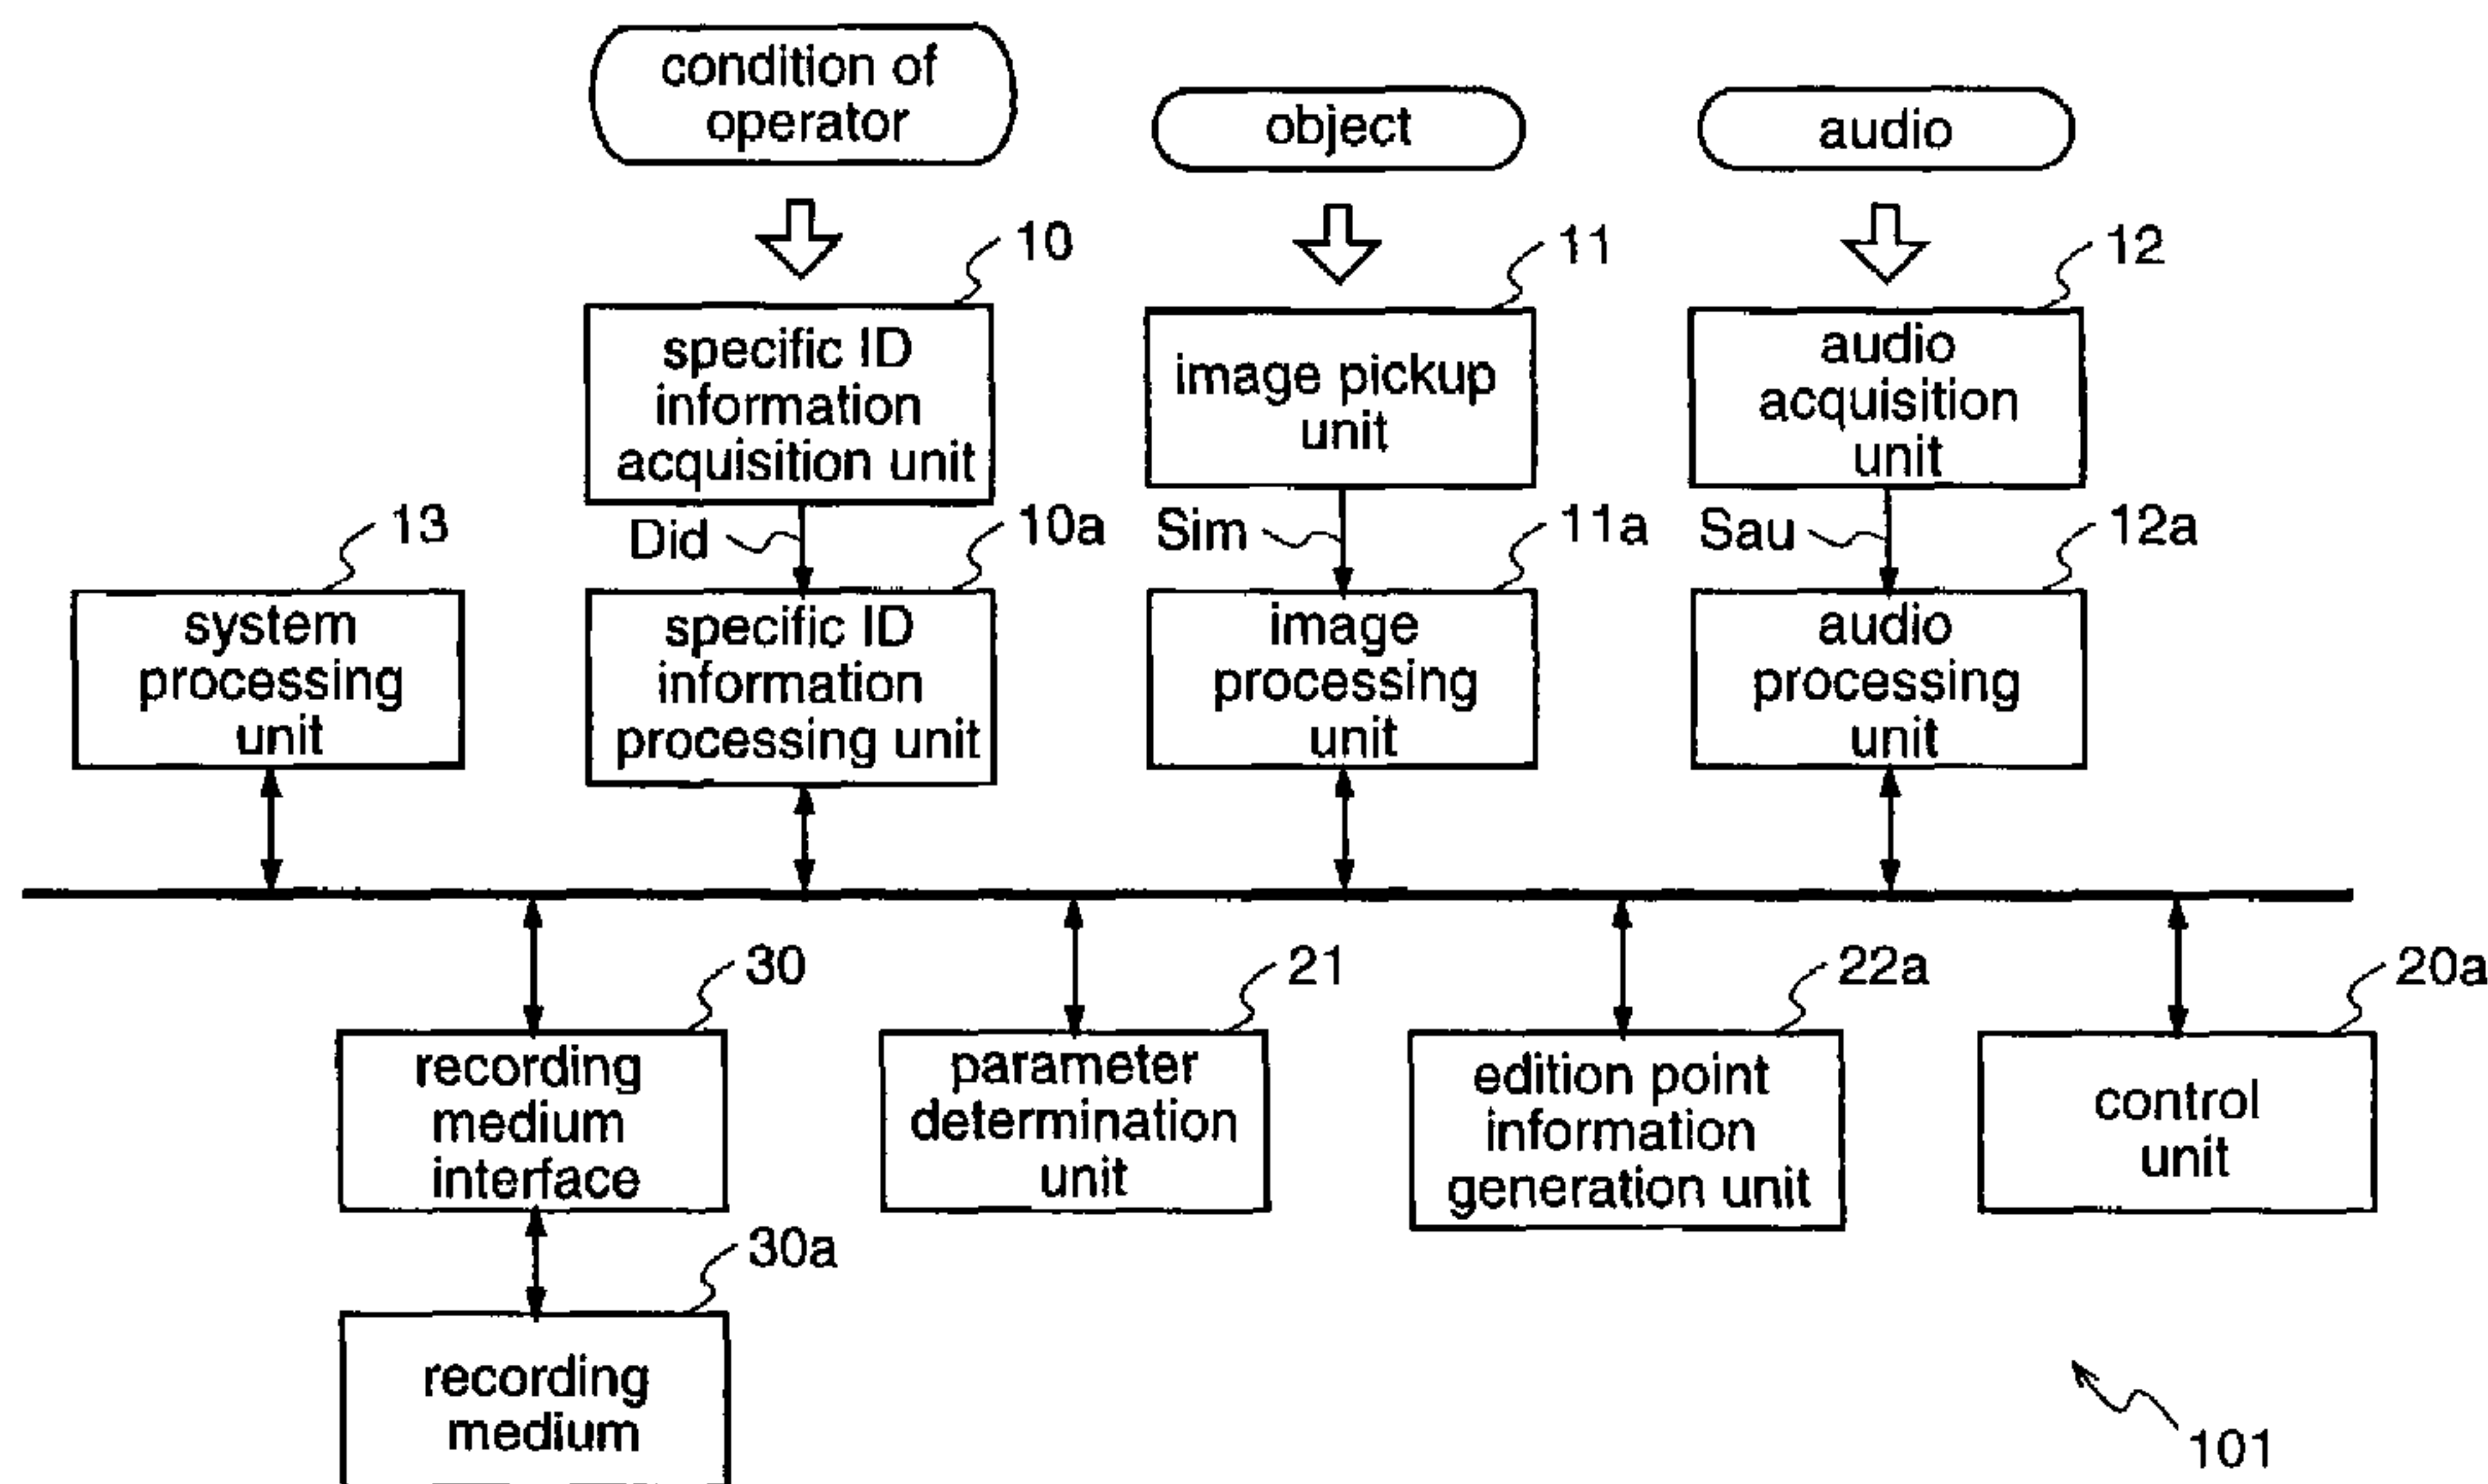 condition of
operator
object
audio
10
11
12
specific ID
information
acquisition unit
image pickup
unit
audio
acquisition
unit
13
Did
10a
Sim
11a
Sau
12a
system
processing
unit
specific ID
information
processing unit
image
processing
unit
audio
processing
unit
30
21
22a
20a
recording
medium
interface
parameter
determination
unit
edition point
information
generation unit
control
unit
30a
recording
medium
101